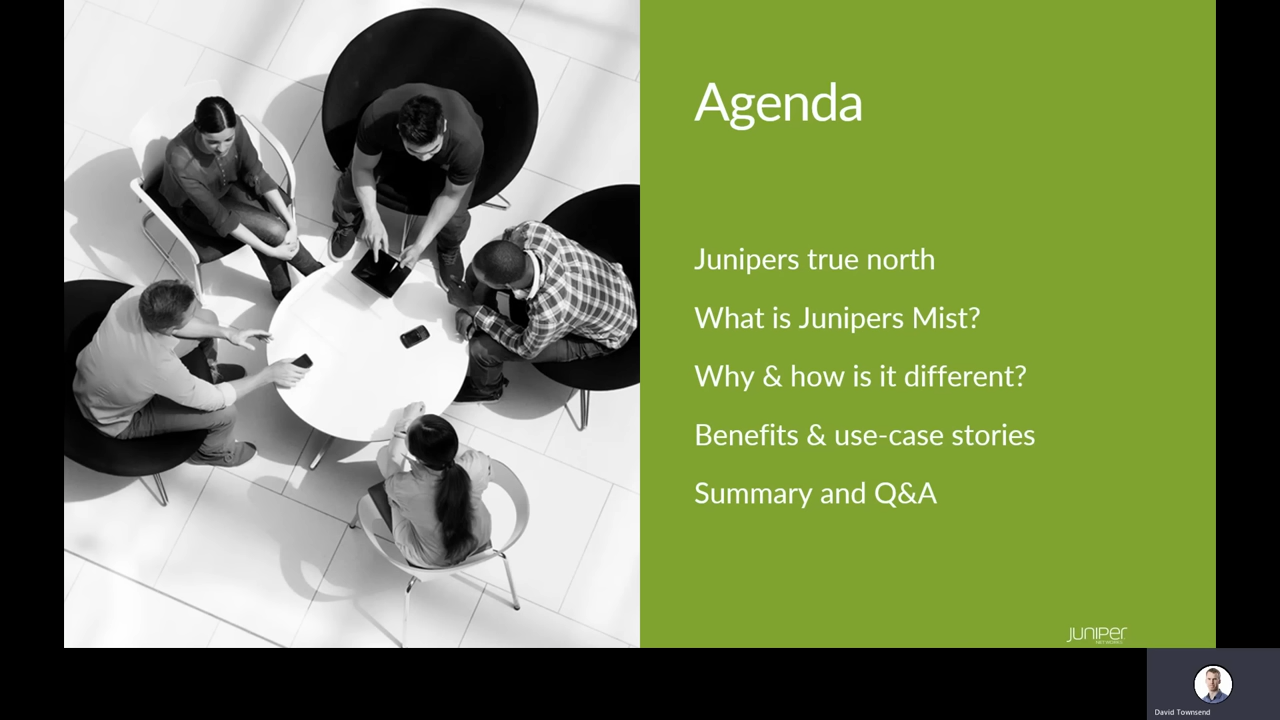 Agenda
Junipers true north
What is Junipers Mist?
Why & how is it different?
Benefits & use-case stories
Summary and Q&A
JUNIPER
NETWORKS
David Townsend